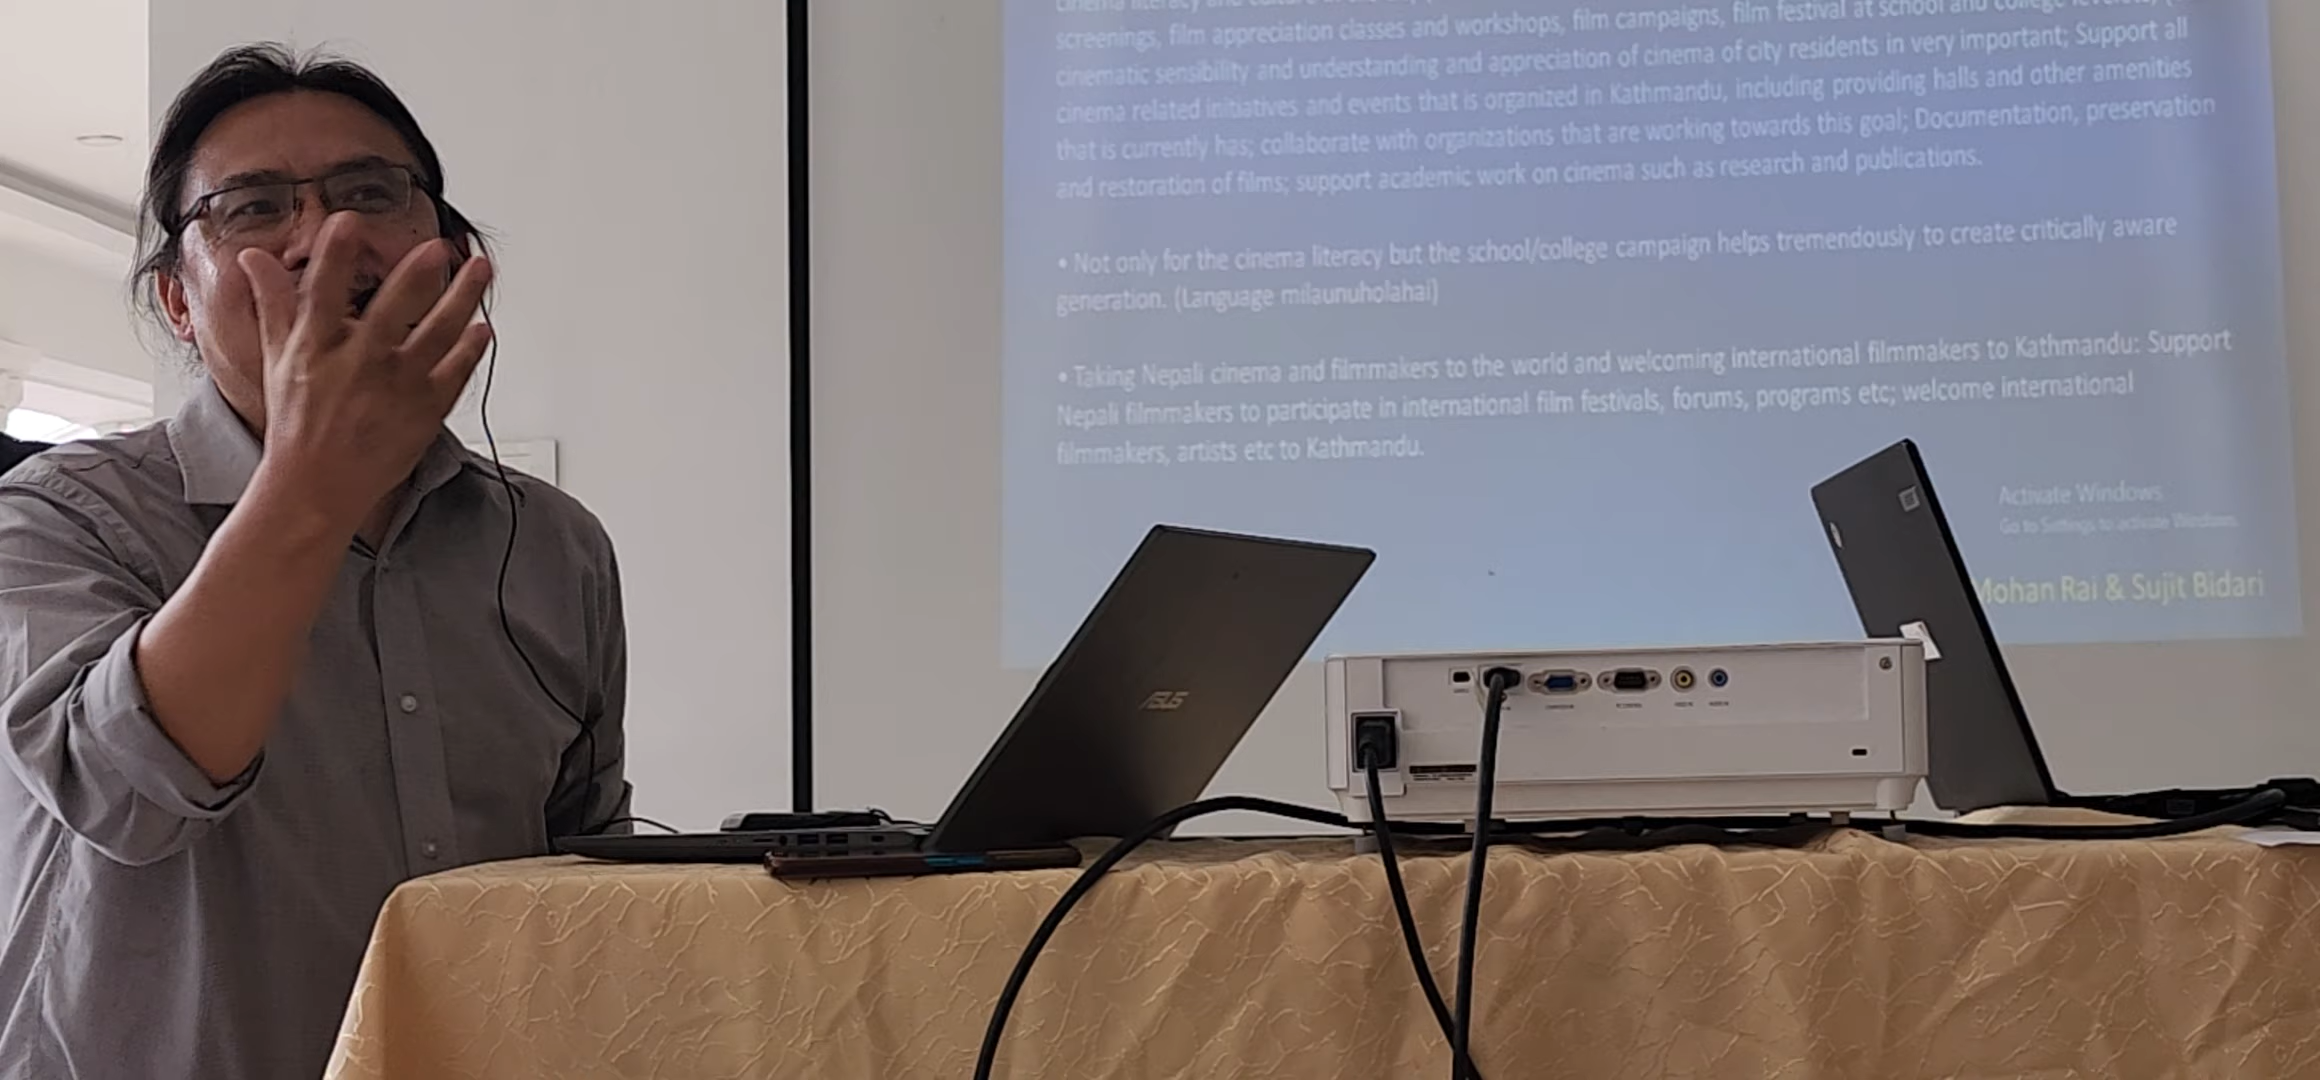 screenings, film appreciation classes and workshops, film campaigns, film festival at school and college
cinematic sensibility and understanding and appreciation of cinema of city residents in very important; Support all
cinema related initiatives and events that is organized in Kathmandu, including providing halls and other amenities
that is currently has; collaborate with organizations that are working towards this goal; Documentation, preservation
and restoration of films; support academic work on cinema such as research and publications.
• Not only for the cinema literacy but the school/college campaign helps tremendously to create critically aware
generation. (Language milaunuholahai)
• Taking Nepali cinema and filmmakers to the world and welcoming international filmmakers to Kathmandu: Support
Nepali filmmakers to participate in international film festivals, forums, programs etc; welcome international
filmmakers, artists etc to Kathmandu.
Activate Windows
Go to Settings to activate Windows.
Mohan Rai & Sujit Bidari
ASUS